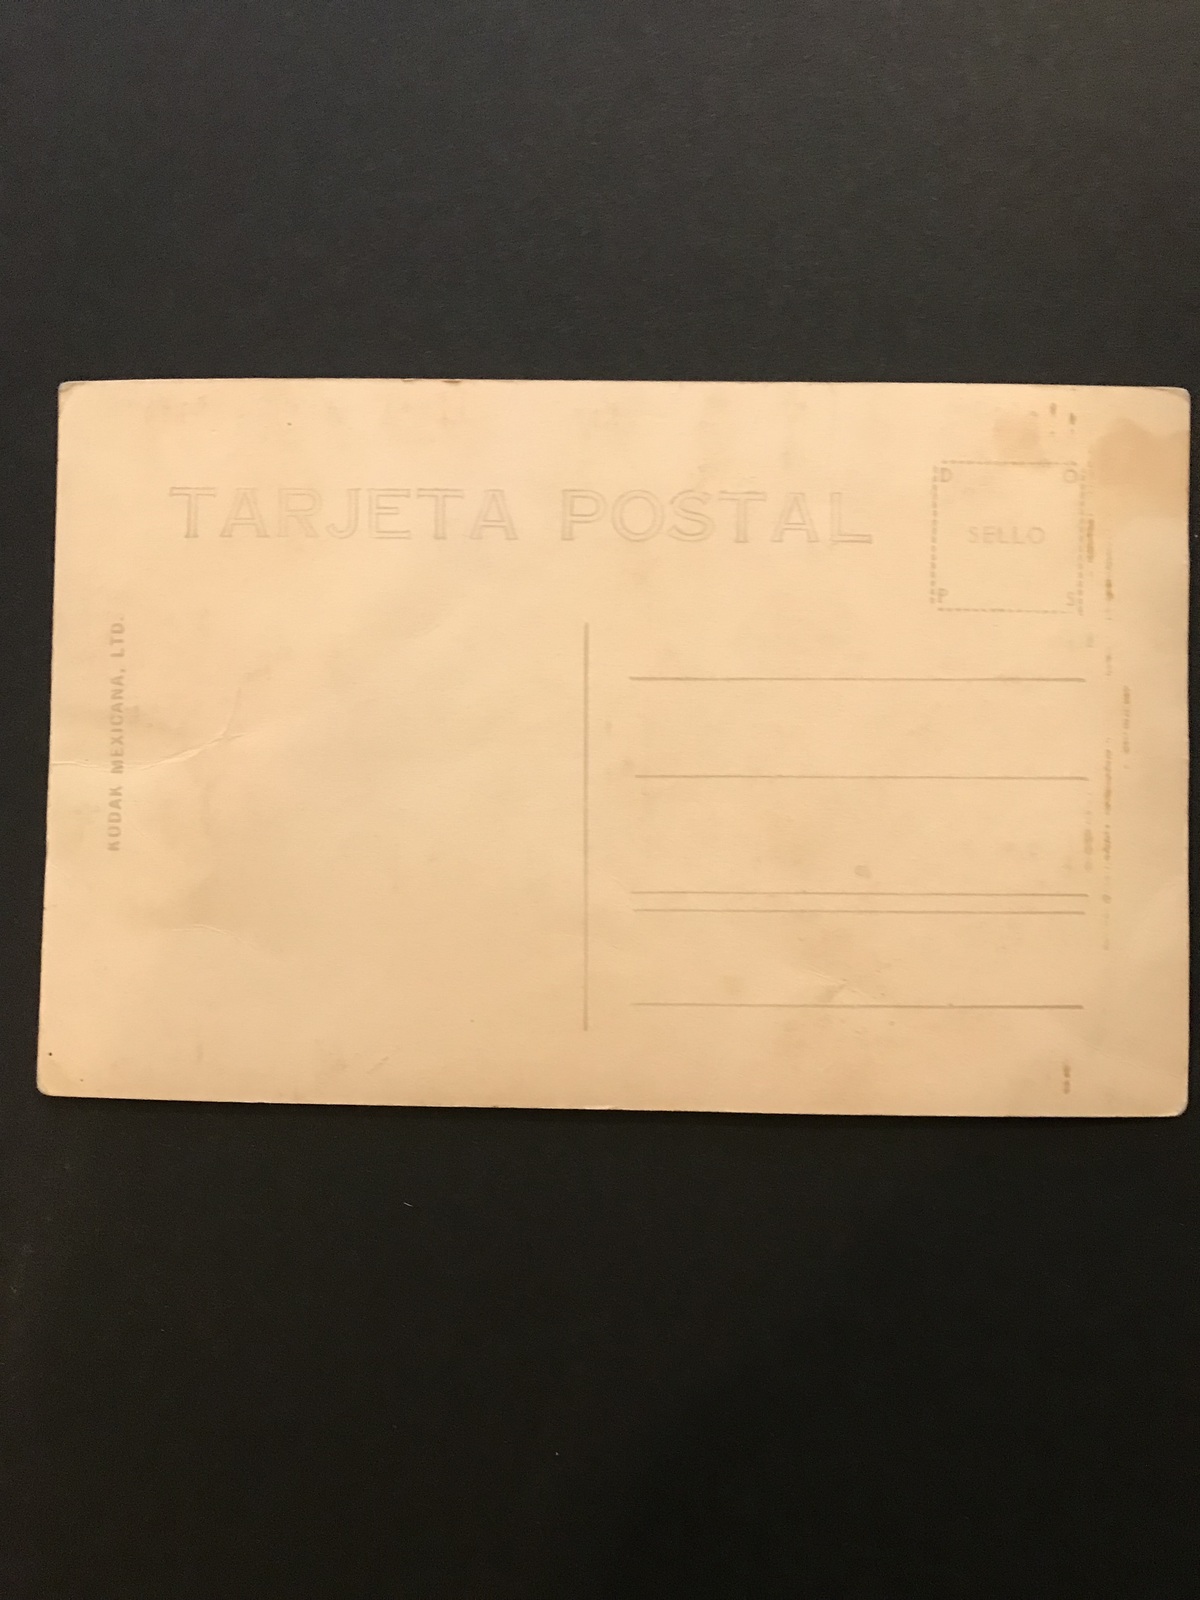 TARJETA POSTAL
SELLO
KODAK MEXICANA, LTD.